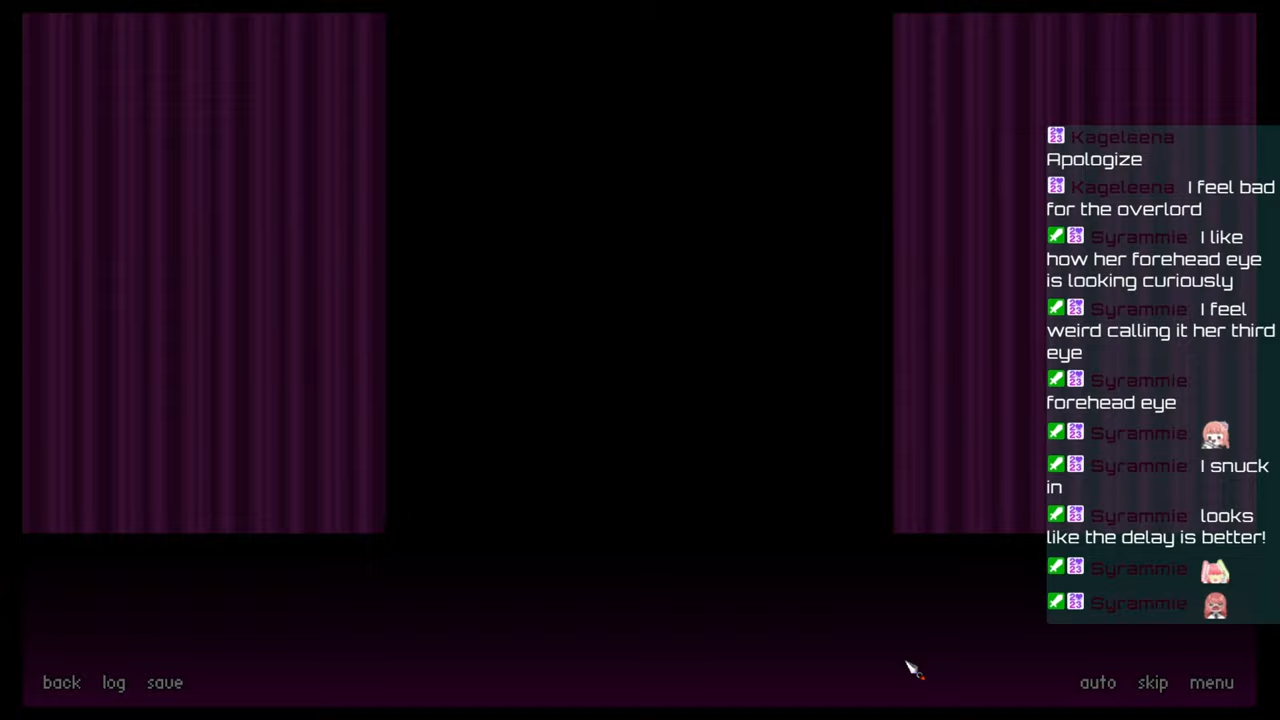 Kageleena
Apologize
Kageleena I feel bad
for the overlord
Syrammie I like
how her forehead eye
is looking curiously
Syrammie I feel
weird calling it her third
eye
Syrammie
forehead eye
Syrammie
Syrammie I snuck
in
Syrammie looks
like the delay is better!
Syrammie
Syrammie
back log save auto skip menu